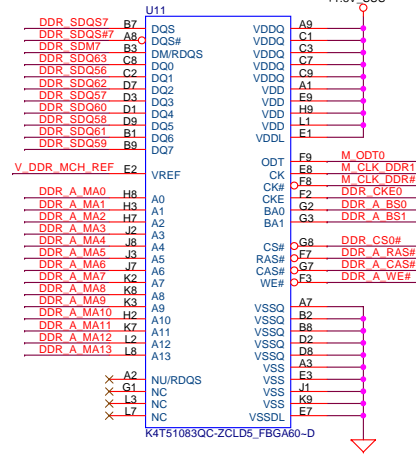 U11
DDR_SDQS7 B7 DQS VDDQ A9
DDR_SDQS#7 A8 DQS# VDDQ C1
DDR_SDM7 B3 DM/RDQS VDDQ C3
DDR_SDQ63 C8 DQ0 VDDQ C7
DDR_SDQ56 C2 DQ1 VDDQ C9
DDR_SDQ62 D7 DQ2 VDD A1
DDR_SDQ57 D3 DQ3 VDD E9
DDR_SDQ60 D1 DQ4 VDD H9
DDR_SDQ58 D9 DQ5 VDD L1
DDR_SDQ61 B1 DQ6 VDDL E1
DDR_SDQ59 B9 DQ7
ODT F9 M_ODT0
V_DDR_MCH_REF E2 VREF CK E8 M_CLK_DDR1
CK# F8 M_CLK_DDR#
CKE F2 DDR_CKE0
DDR_A_MA0 H8 A0 BA0 G2 DDR_A_BS0
DDR_A_MA1 H3 A1 BA1 G3 DDR_A_BS1
DDR_A_MA2 H7 A2
DDR_A_MA3 J2 A3
DDR_A_MA4 J8 A4 CS# G8 DDR_CS0#
DDR_A_MA5 J3 A5 RAS# F7 DDR_A_RAS#
DDR_A_MA6 J7 A6 CAS# G7 DDR_A_CAS#
DDR_A_MA7 K2 A7 WE# F3 DDR_A_WE#
DDR_A_MA8 K8 A8
DDR_A_MA9 K3 A9 VSSQ A7
DDR_A_MA10 H2 A10 VSSQ B2
DDR_A_MA11 K7 A11 VSSQ B8
DDR_A_MA12 L2 A12 VSSQ D2
DDR_A_MA13 L8 A13 VSSQ D8
VSS A3
A2 NU/RDQS VSS E3
G1 NC VSS J1
L3 NC VSS K9
L7 NC VSSDL E7
K4T51083QC-ZCLD5_FBGA60~D